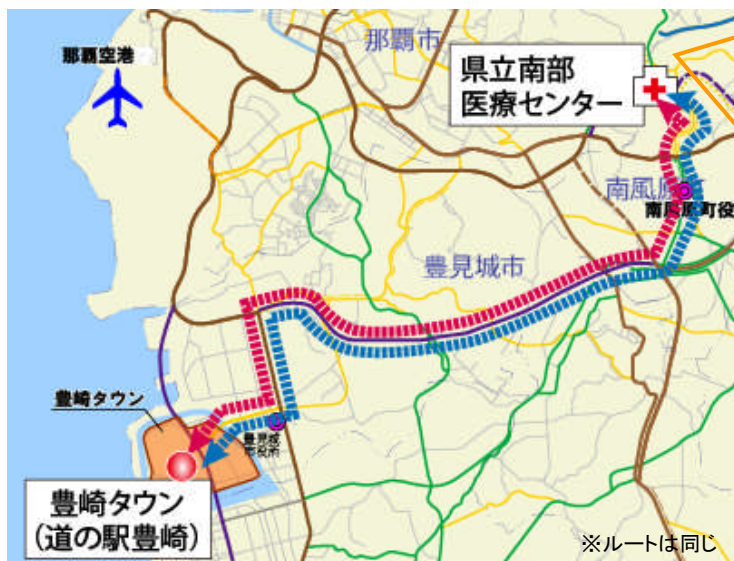 那覇市
那覇空港
県立南部
医療センター
南風原町
南風原町役
豊見城市
豊崎タウン
豊見城
市役所
豊崎タウン
(道の駅豊崎)
※ルートは同じ